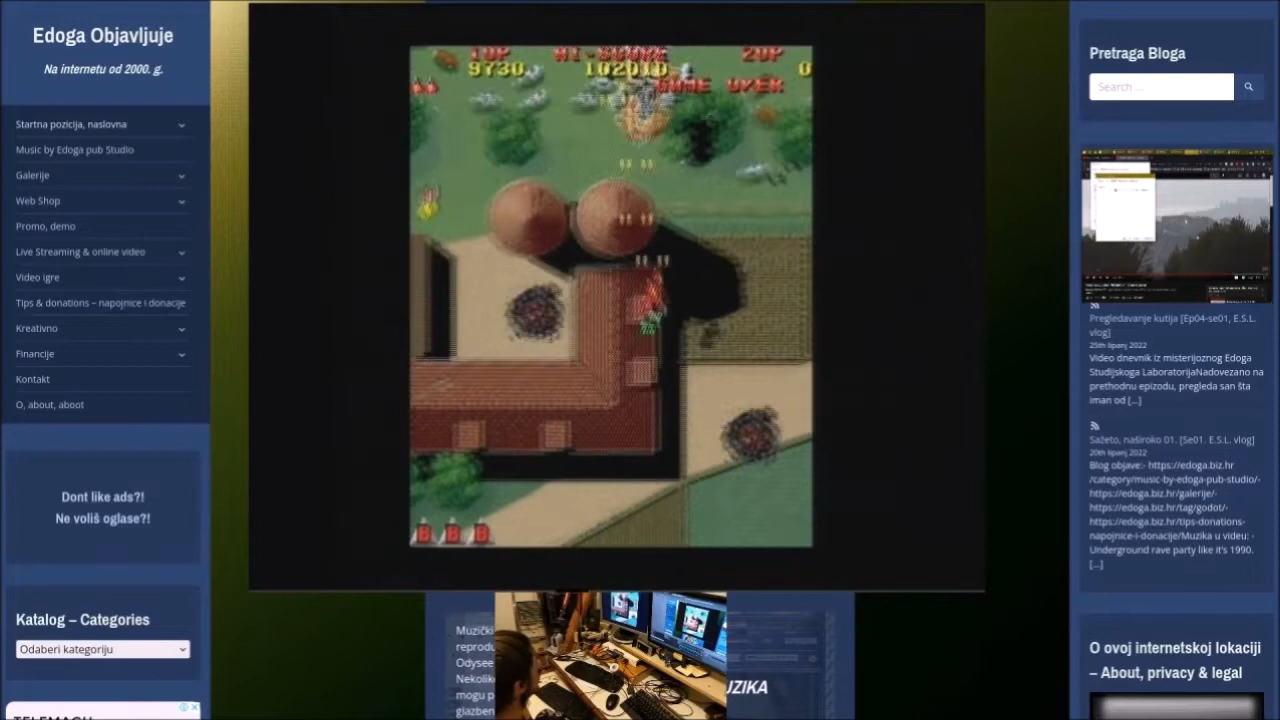 Edoga Objavljuje
Na internetu od 2000. g.
Startna pozicija, naslovna
Music by Edoga pub Studio
Galerije
Web Shop
Promo, demo
Live Streaming & online video
Video igre
Tips & donations – napojnice i donacije
Kreativno
Financije
Kontakt
O, about, aboot
Dont like ads?!
Ne voliš oglase?!
Katalog – Categories
Odaberi kategoriju
TELEMACH
1UP HI-SCORE 2UP
9730 102010 0
GAME OVER
B B B
Muzički
reprodu
Odysee
Nekolik
mogu p
glazben
UZIKA
Pretraga Bloga
Search ...
Pregledavanje kutija [Ep04-se01, E.S.L.
vlog]
25th lipanj 2022
Video dnevnik iz misterijoznog Edoga
Studijskoga LaboratorijaNadovezano na
prethodnu epizodu, pregleda san šta
iman od [...]
Sažeto, naširoko 01. [Se01. E.S.L. vlog]
20th lipanj 2022
Blog objave:- https://edoga.biz.hr
/category/music-by-edoga-pub-studio/-
https://edoga.biz.hr/galerije/-
https://edoga.biz.hr/tag/godot/-
https://edoga.biz.hr/tips-donations-
napojnice-i-donacije/Muzika u videu: -
Underground rave party like it's 1990.
[...]
O ovoj internetskoj lokaciji
– About, privacy & legal